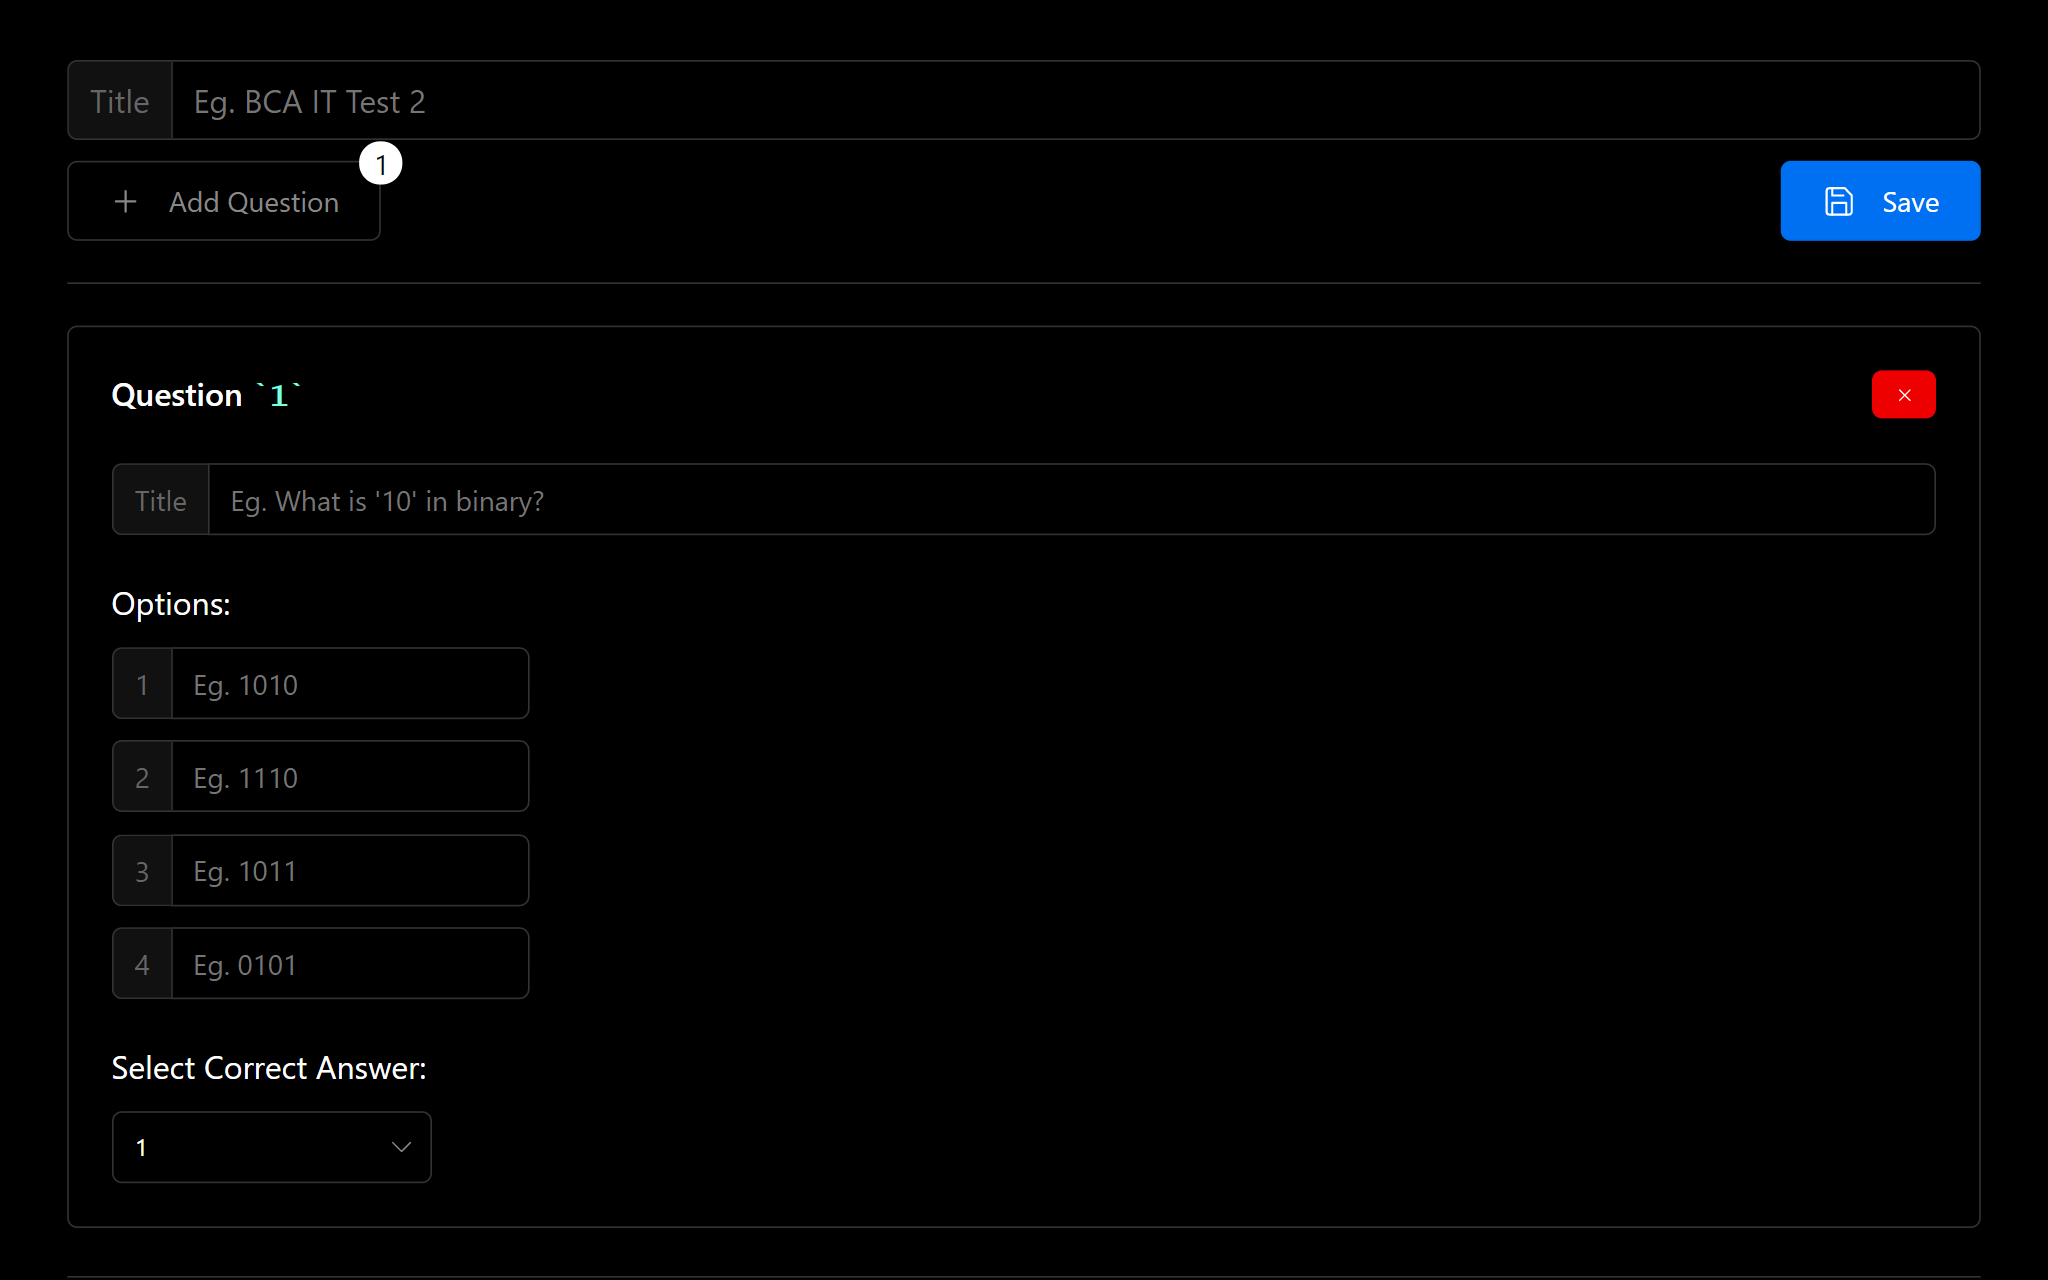 Title Eg. BCA IT Test 2
1
Add Question
Save
Question `1`
Title Eg. What is '10' in binary?
Options:
1 Eg. 1010
2 Eg. 1110
3 Eg. 1011
4 Eg. 0101
Select Correct Answer:
1